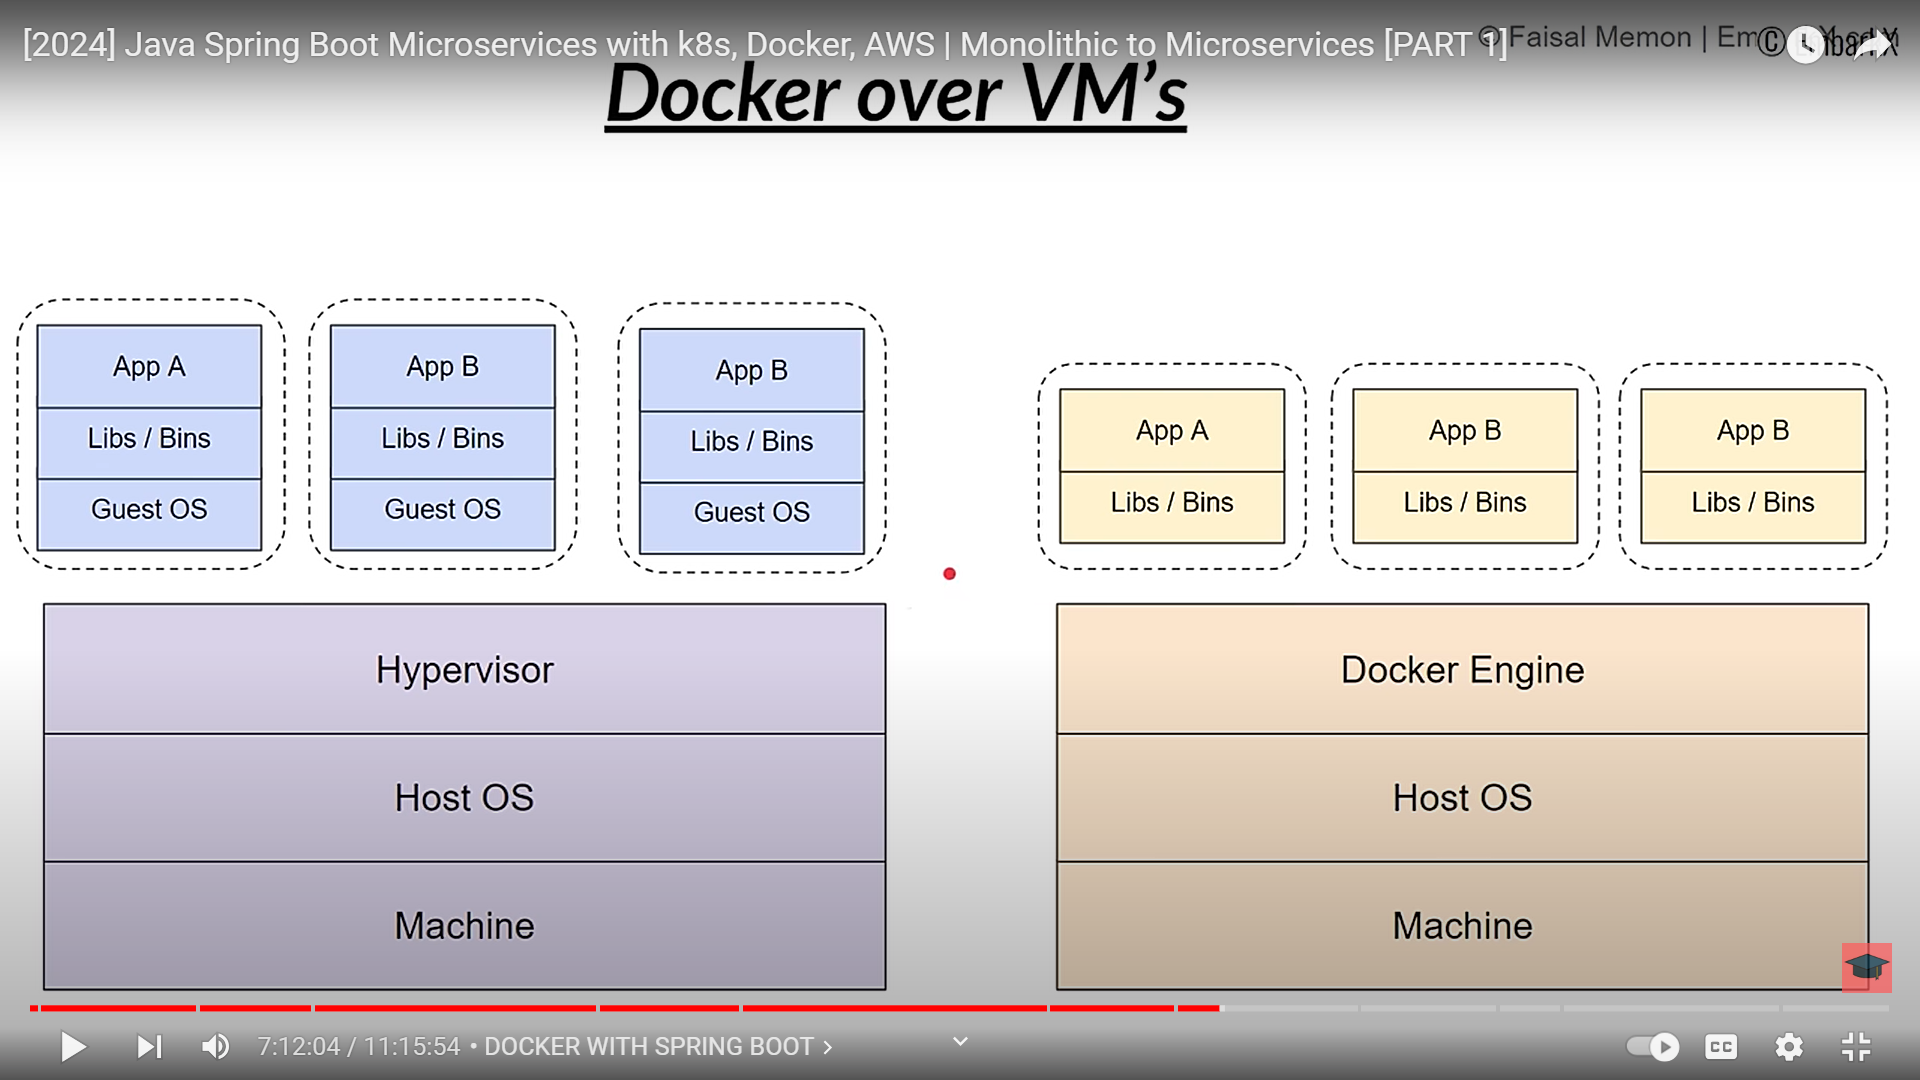 [2024] Java Spring Boot Microservices with k8s, Docker, AWS | Monolithic to Microservices [PART 1]
© Faisal Memon |
Docker over VM's
App A
Libs / Bins
Guest OS
App B
Libs / Bins
Guest OS
App B
Libs / Bins
Guest OS
Hypervisor
Host OS
Machine
App A
Libs / Bins
App B
Libs / Bins
App B
Libs / Bins
Docker Engine
Host OS
Machine
7:12:04 / 11:15:54 • DOCKER WITH SPRING BOOT >
CC